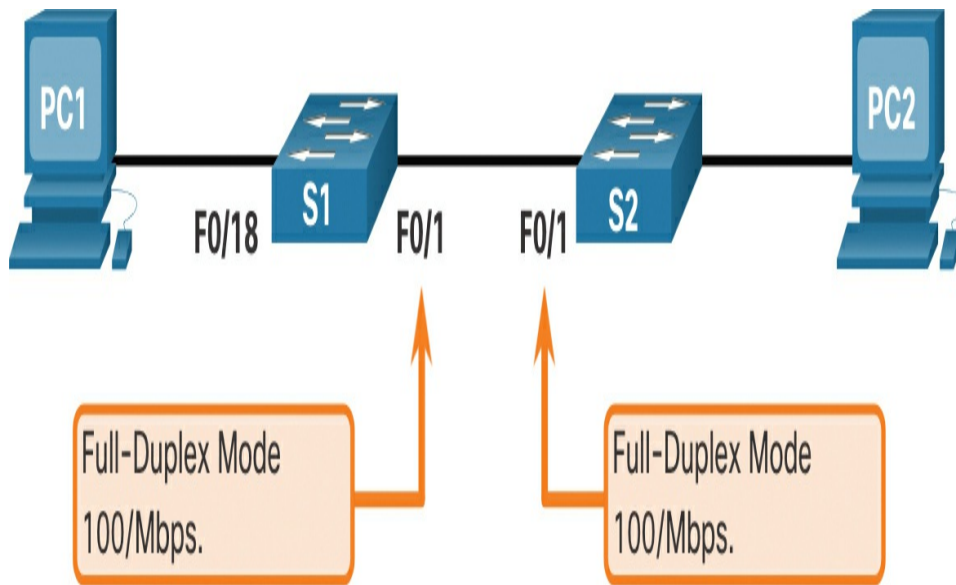 PC1
PC2
S1
S2
F0/18
F0/1
F0/1
Full-Duplex Mode
100/Mbps.
Full-Duplex Mode
100/Mbps.